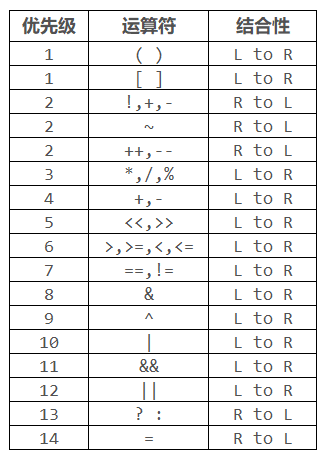 优先级 运算符 结合性
1 ( ) L to R
1 [ ] L to R
2 !,+,- R to L
2 ~ R to L
2 ++,-- R to L
3 *,/,% L to R
4 +,- L to R
5 <<,>> L to R
6 >,>=,<,<= L to R
7 ==,!= L to R
8 & L to R
9 ^ L to R
10 | L to R
11 && L to R
12 || L to R
13 ? : R to L
14 = R to L